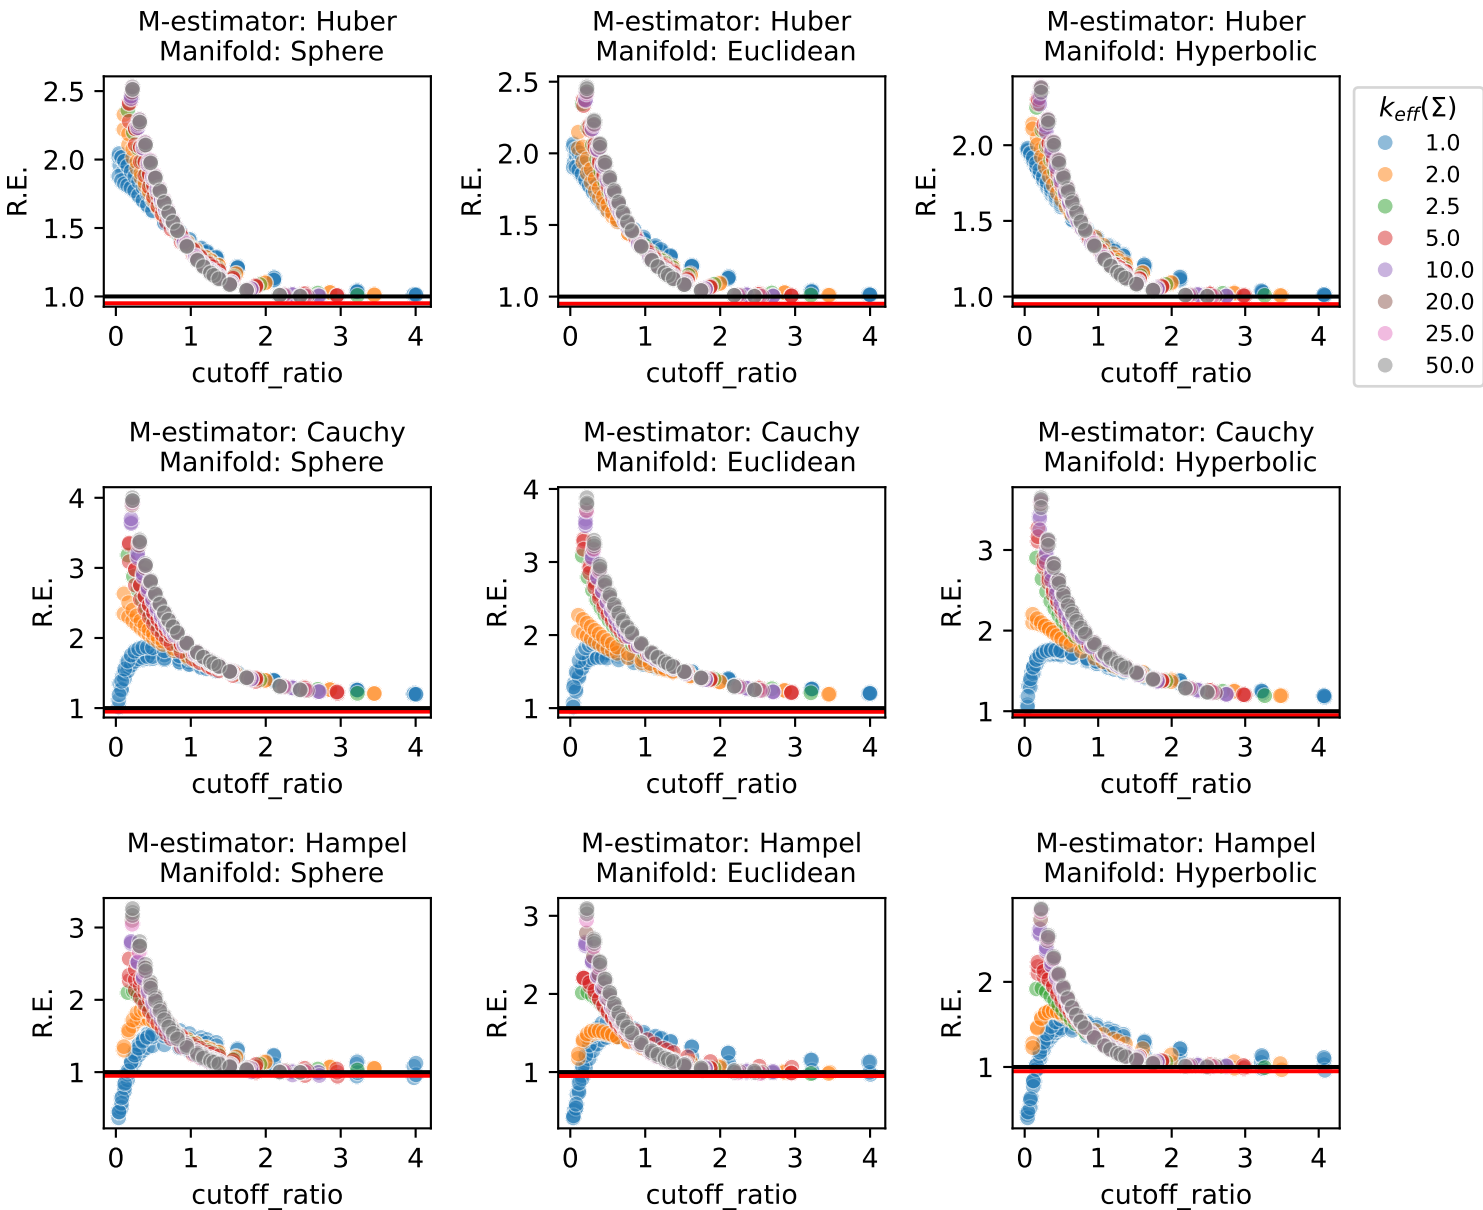 M-estimator: Huber
Manifold: Sphere
R.E.
2.5
2.0
1.5
1.0
0 1 2 3 4
cutoff_ratio
M-estimator: Huber
Manifold: Euclidean
R.E.
2.5
2.0
1.5
1.0
0 1 2 3 4
cutoff_ratio
M-estimator: Huber
Manifold: Hyperbolic
R.E.
2.0
1.5
1.0
0 1 2 3 4
cutoff_ratio
k_eff(Σ)
1.0
2.0
2.5
5.0
10.0
20.0
25.0
50.0
M-estimator: Cauchy
Manifold: Sphere
R.E.
4
3
2
1
0 1 2 3 4
cutoff_ratio
M-estimator: Cauchy
Manifold: Euclidean
R.E.
4
3
2
1
0 1 2 3 4
cutoff_ratio
M-estimator: Cauchy
Manifold: Hyperbolic
R.E.
3
2
1
0 1 2 3 4
cutoff_ratio
M-estimator: Hampel
Manifold: Sphere
R.E.
3
2
1
0 1 2 3 4
cutoff_ratio
M-estimator: Hampel
Manifold: Euclidean
R.E.
3
2
1
0 1 2 3 4
cutoff_ratio
M-estimator: Hampel
Manifold: Hyperbolic
R.E.
2
1
0 1 2 3 4
cutoff_ratio